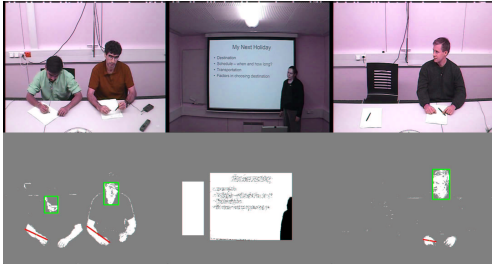 My Next Holiday
• Destination
• Schedule – when and how long?
• Transportation
• Factors in choosing destination